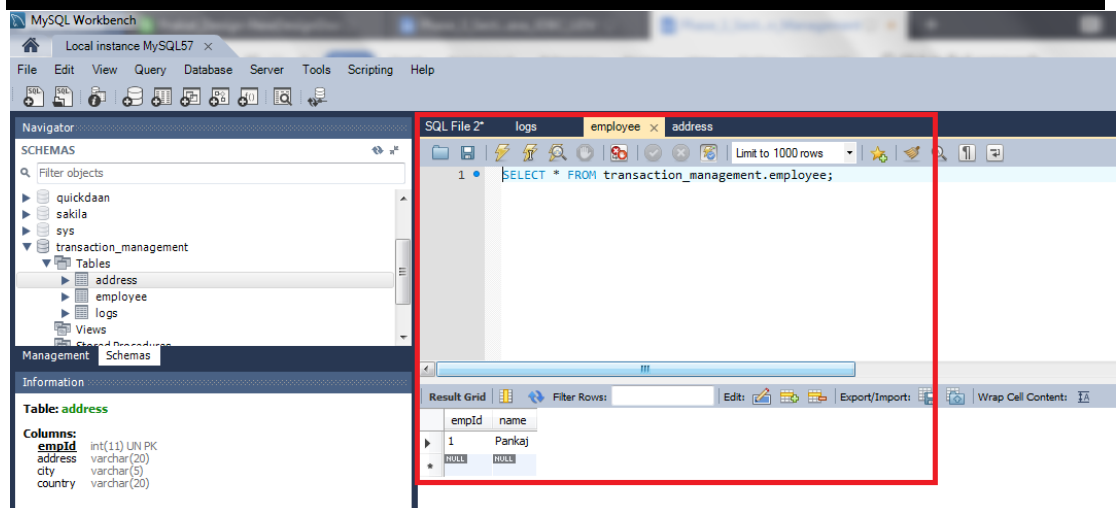 MySQL Workbench
Local instance MySQL57 ×
File Edit View Query Database Server Tools Scripting Help
Navigator
SCHEMAS
Filter objects
quickdaan
sakila
sys
transaction_management
Tables
address
employee
logs
Views
Stored Procedures
Management Schemas
Information
Table: address
Columns:
empId int(11) UN PK
address varchar(20)
city varchar(5)
country varchar(20)
SQL File 2* logs employee × address
Limit to 1000 rows
1 SELECT * FROM transaction_management.employee;
Result Grid Filter Rows: Edit: Export/Import: Wrap Cell Content:
empId name
1 Pankaj
NULL NULL